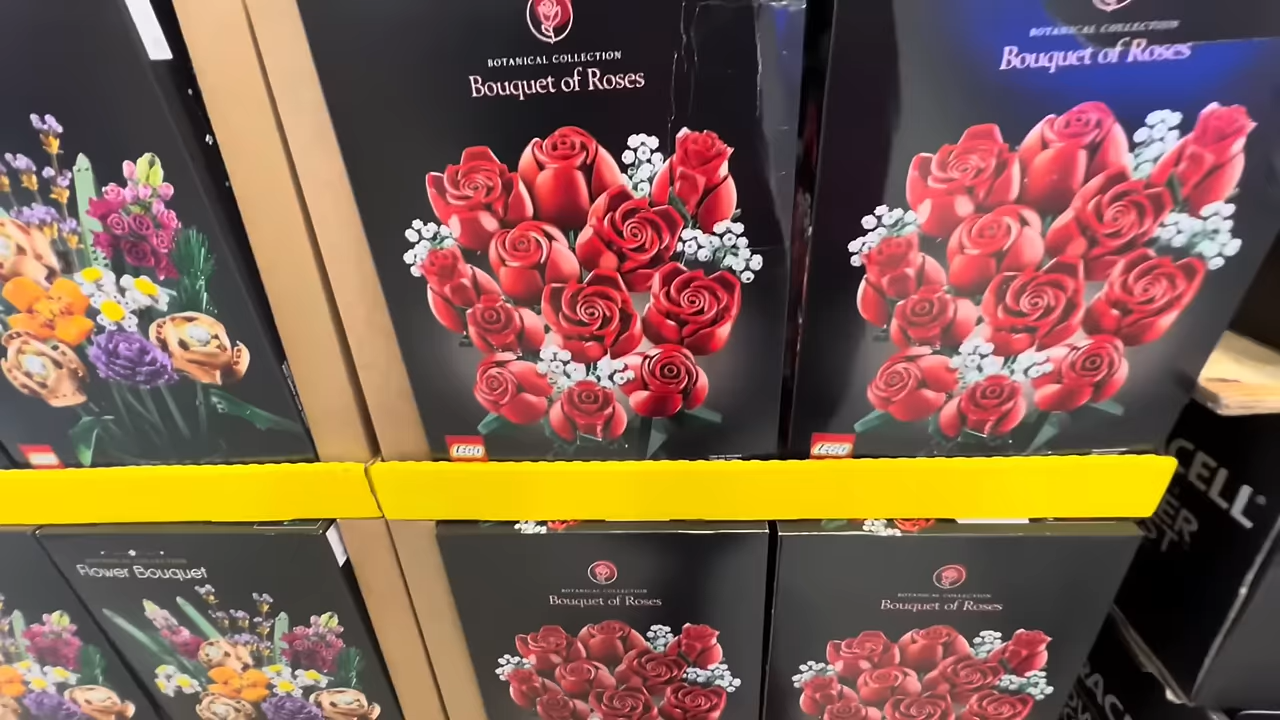 BOTANICAL COLLECTION
Bouquet of Roses
BOTANICAL COLLECTION
Bouquet of Roses
LEGO
LEGO
LEGO
CELL
Flower Bouquet
BOTANICAL COLLECTION
Bouquet of Roses
BOTANICAL COLLECTION
Bouquet of Roses